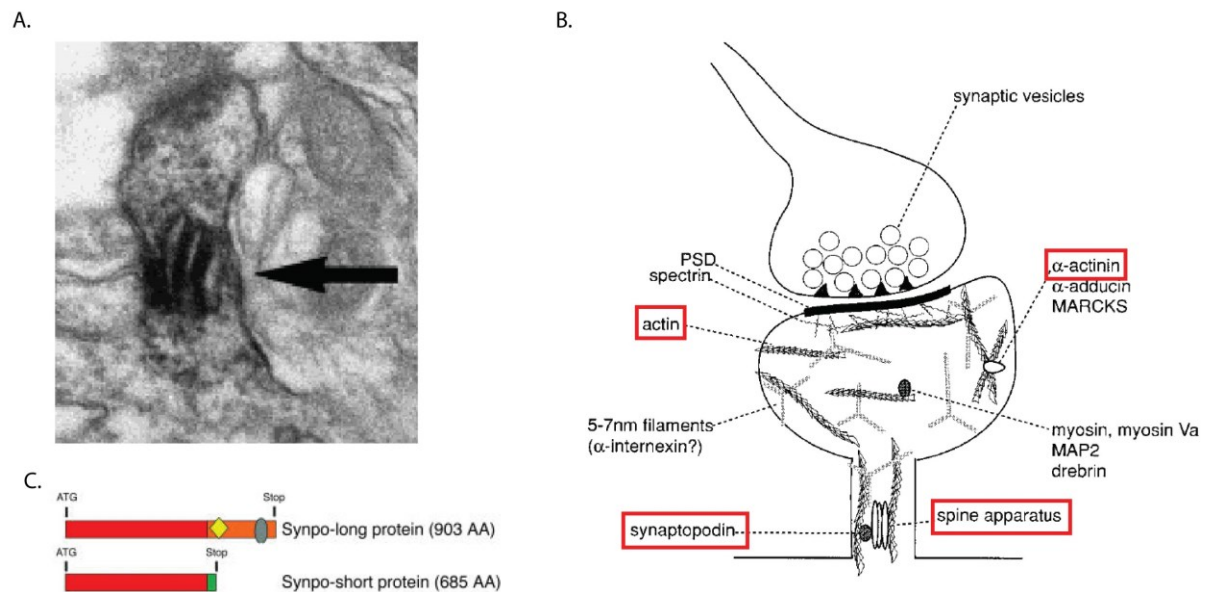 A.
B.
synaptic vesicles
PSD
spectrin
actin
α-actinin
α-adducin
MARCKS
5-7nm filaments
(α-internexin?)
myosin, myosin Va
MAP2
drebrin
synaptopodin
spine apparatus
C.
ATG
Stop
Synpo-long protein (903 AA)
ATG
Stop
Synpo-short protein (685 AA)